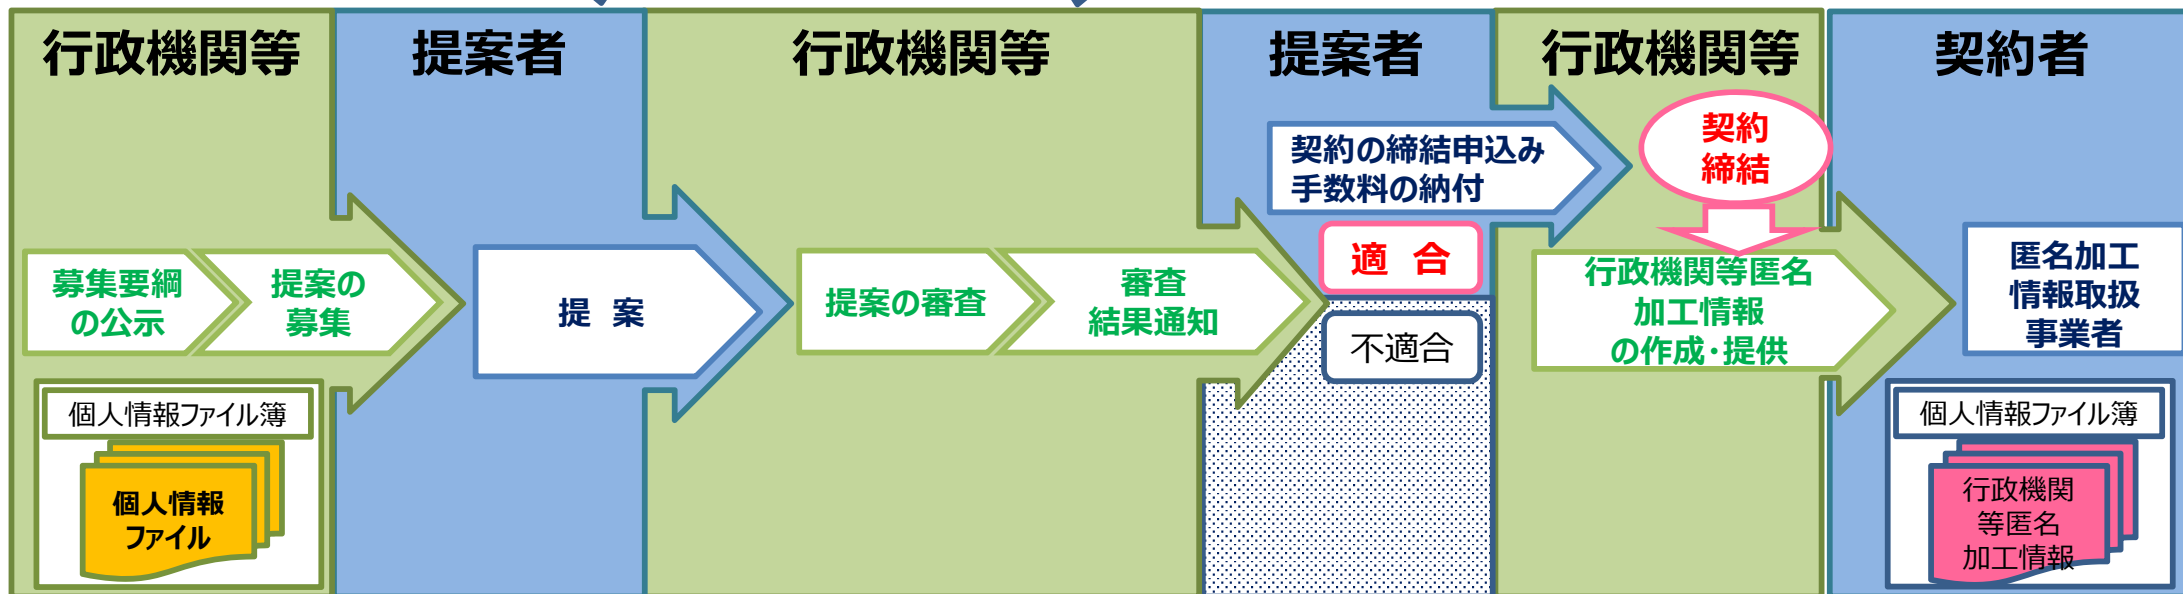 行政機関等
提案者
行政機関等
提案者
行政機関等
契約者
募集要綱
の公示
提案の
募集
個人情報ファイル簿
個人情報
ファイル
提 案
提案の審査
審査
結果通知
契約の締結申込み
手数料の納付
適 合
不適合
契約
締結
行政機関等匿名
加工情報
の作成・提供
匿名加工
情報取扱
事業者
個人情報ファイル簿
行政機関
等匿名
加工情報